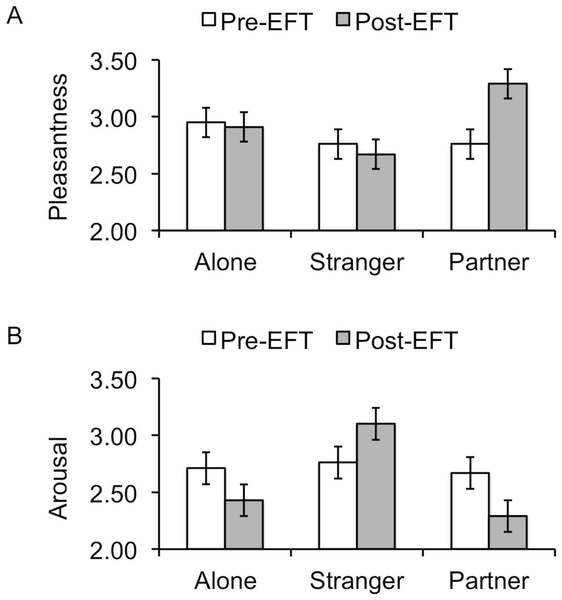 A
Pre-EFT Post-EFT
Pleasantness
3.50
3.00
2.50
2.00
Alone Stranger Partner
B
Pre-EFT Post-EFT
Arousal
3.50
3.00
2.50
2.00
Alone Stranger Partner